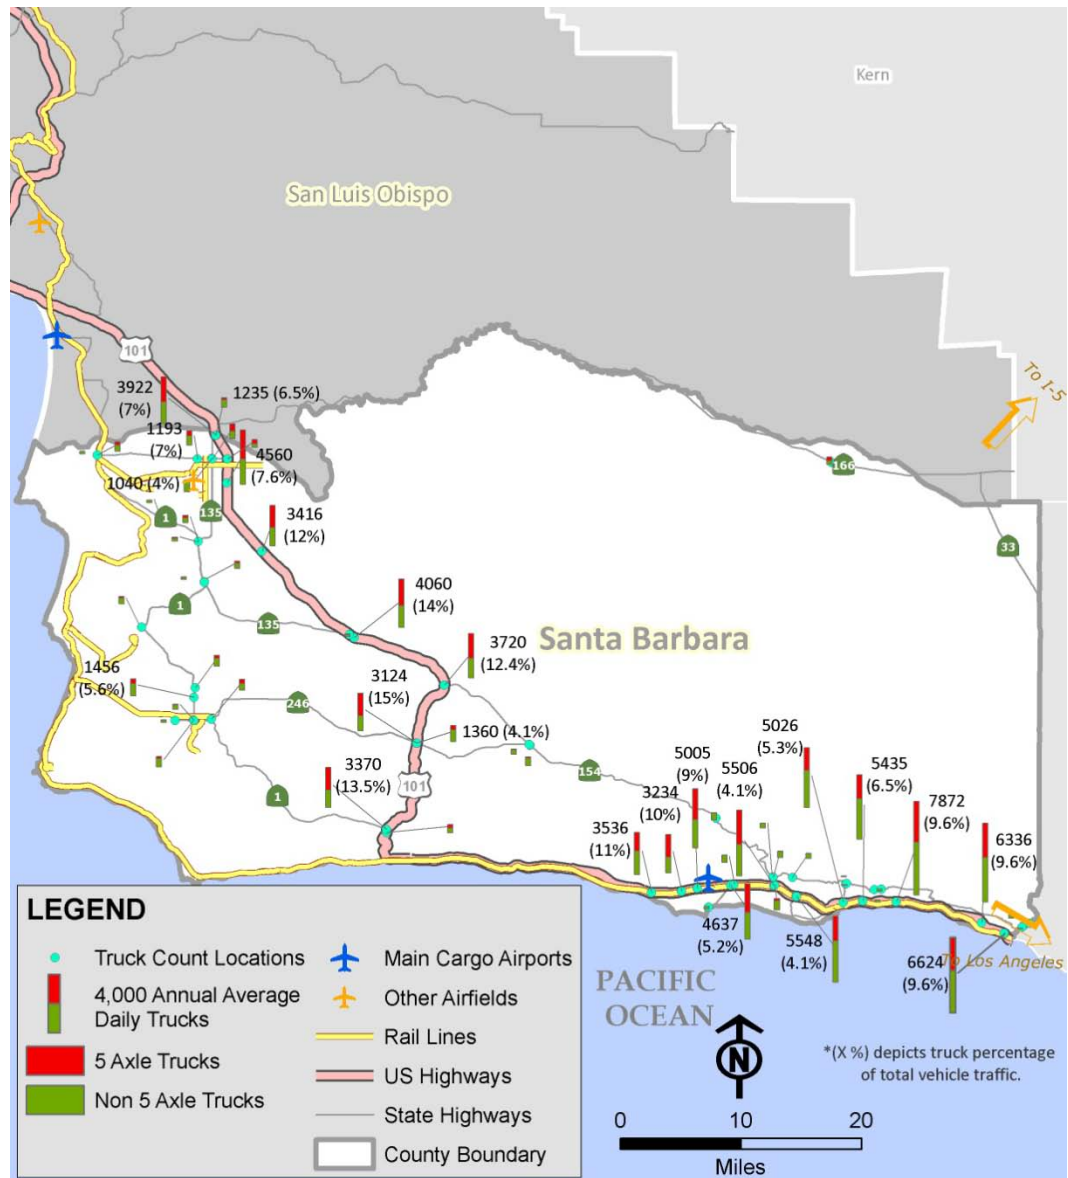 Kern
San Luis Obispo
To I-5
101
3922
(7%)
1235 (6.5%)
1193
(7%)
4560
(7.6%)
1040 (4%)
166
1
135
3416
(12%)
33
4060
(14%)
1
135
Santa Barbara
3720
(12.4%)
1456
(5.6%)
3124
(15%)
246
1360 (4.1%)
5026
(5.3%)
5005
(9%)
5506
(4.1%)
5435
(6.5%)
154
3370
(13.5%)
101
1
3234
(10%)
7872
(9.6%)
3536
(11%)
6336
(9.6%)
4637
(5.2%)
5548
(4.1%)
6624
(9.6%)
To Los Angeles
PACIFIC
OCEAN
LEGEND
Truck Count Locations
4,000 Annual Average
Daily Trucks
5 Axle Trucks
Non 5 Axle Trucks
Main Cargo Airports
Other Airfields
Rail Lines
US Highways
State Highways
County Boundary
N
*(X %) depicts truck percentage
of total vehicle traffic.
0 10 20
Miles